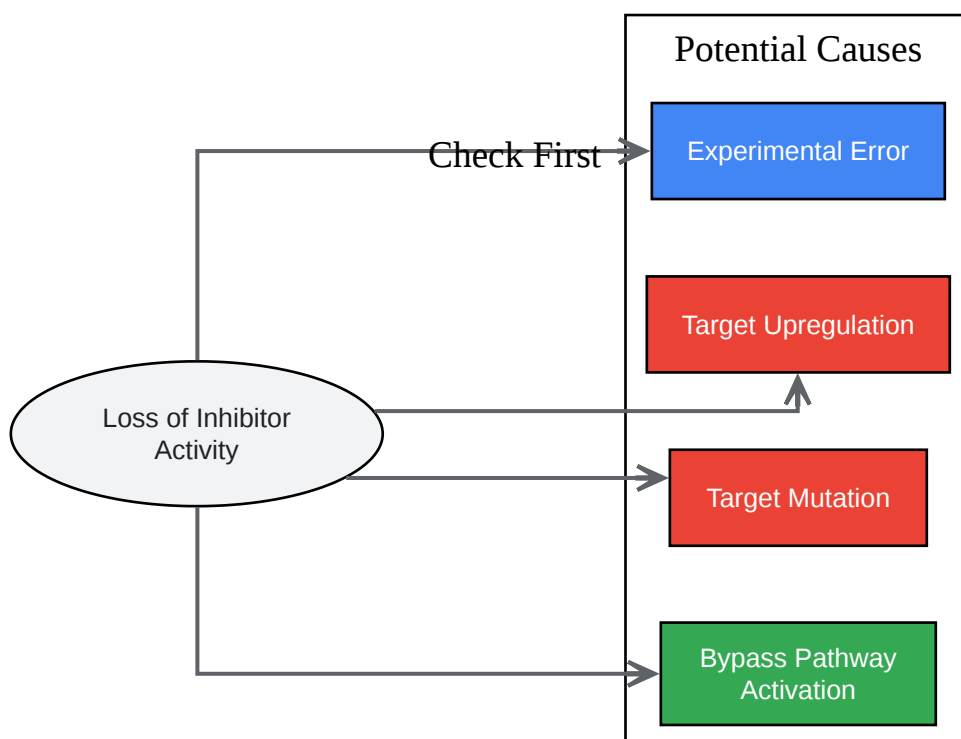 Potential Causes
Check First
Experimental Error
Target Upregulation
Loss of Inhibitor
Activity
Target Mutation
Bypass Pathway
Activation